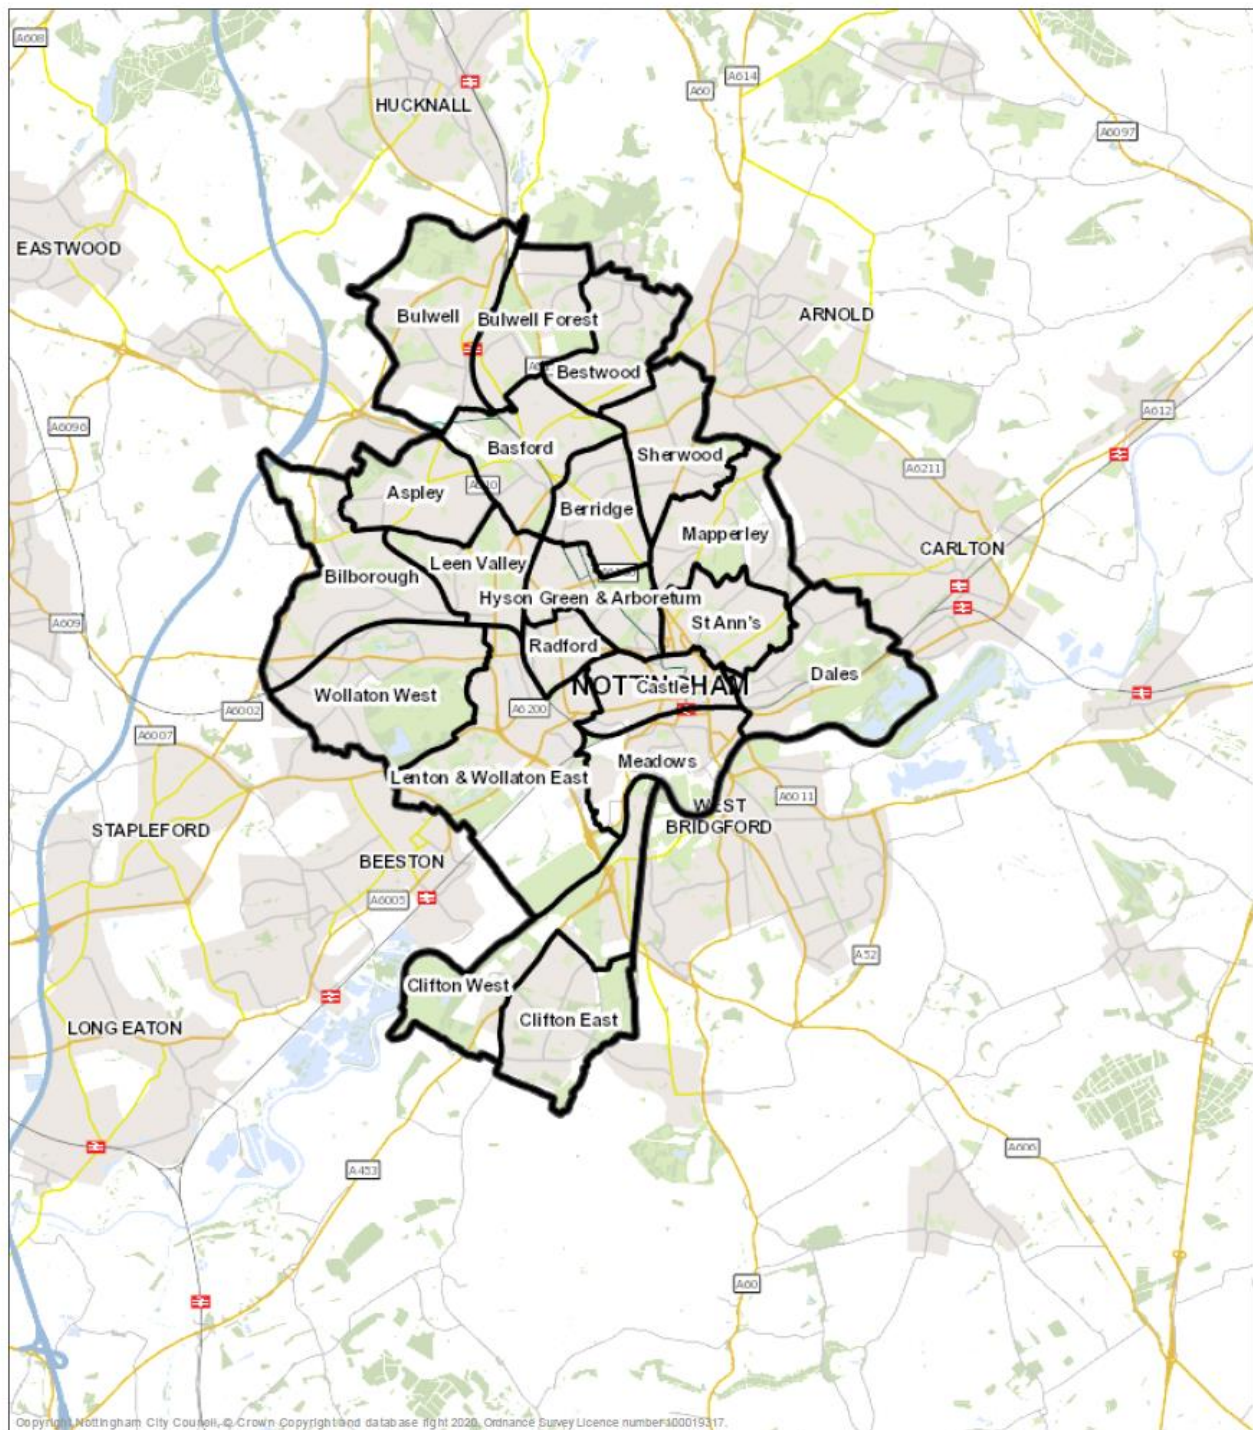 A608
A614
A60
HUCKNALL
A6097
EASTWOOD
Bulwell
Bulwell Forest
ARNOLD
Bestwood
A612
A6096
Basford
Sherwood
A6211
Aspley
Berridge
Mapperley
CARLTON
Leen Valley
Bilborough
Hyson Green & Arboretum
A609
St Ann's
Radford
Dales
NOTTINGHAM
Castle
Wollaton West
A6002
A6200
A6007
Meadows
Lenton & Wollaton East
A6011
WEST
BRIDGFORD
STAPLEFORD
BEESTON
A6005
A52
Clifton West
Clifton East
LONG EATON
A606
A453
A60
Copyright Nottingham City Council, © Crown Copyright and database right 2020. Ordnance Survey Licence number 100019317.